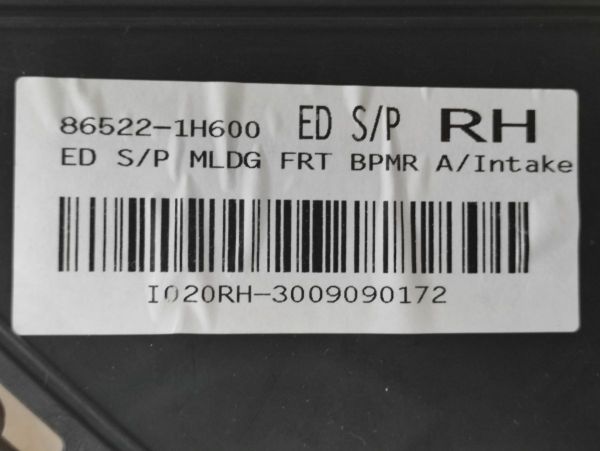 86522-1H600 ED S/P RH
ED S/P MLDG FRT BPMR A/Intake
I020RH-3009090172